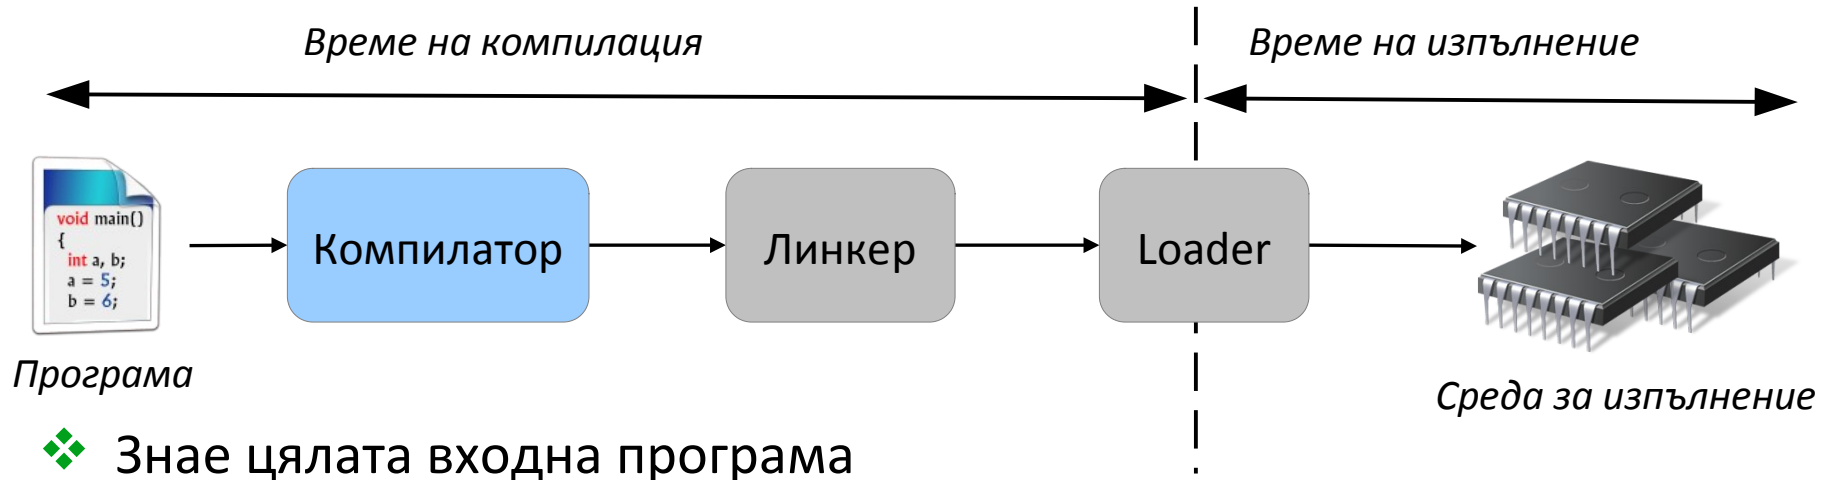 Време на компилация
Време на изпълнение
void main()
{
int a, b;
a = 5;
b = 6;
Компилатор
Линкер
Loader
Програма
Среда за изпълнение
Знае цялата входна програма